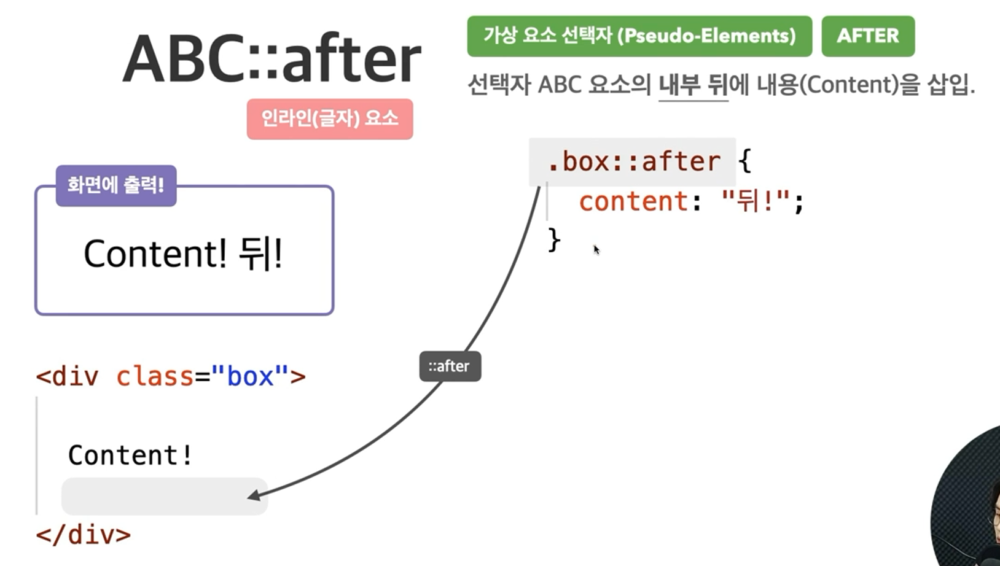 ABC::after
인라인(글자) 요소
가상 요소 선택자 (Pseudo-Elements)
AFTER
선택자 ABC 요소의 내부 뒤에 내용(Content)을 삽입.
화면에 출력!
Content! 뒤!
.box::after {
content: "뒤!";
}
::after
<div class="box">
Content!
</div>